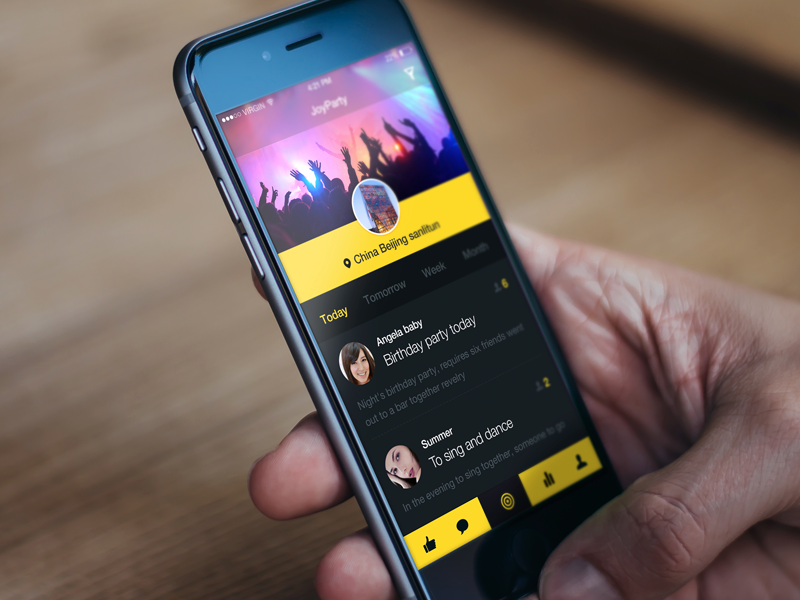 VIRGIN
4:21 PM
22%
JoyParty
China Beijing sanlitun
Today
Tomorrow
Week
Month
6
Angela baby
Birthday party today
Night's birthday party, requires six friends went
out to a bar together revelry
2
Summer
To sing and dance
In the evening to sing together, someone to go